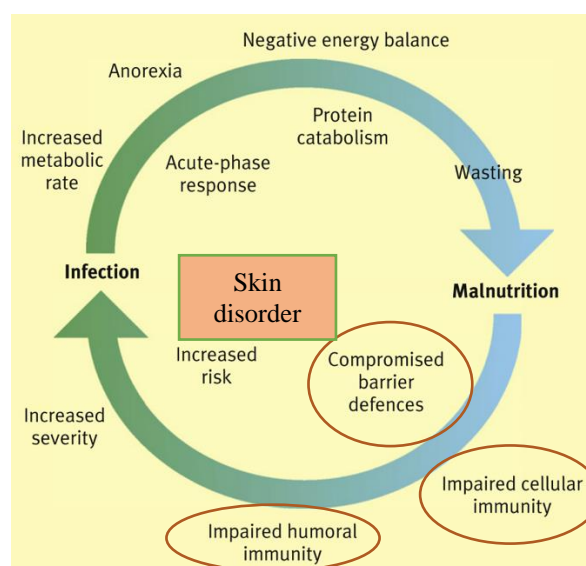 Negative energy balance
Anorexia
Protein
catabolism
Increased
metabolic
rate
Acute-phase
response
Wasting
Infection
Skin
disorder
Malnutrition
Increased
risk
Compromised
barrier
defences
Increased
severity
Impaired cellular
immunity
Impaired humoral
immunity